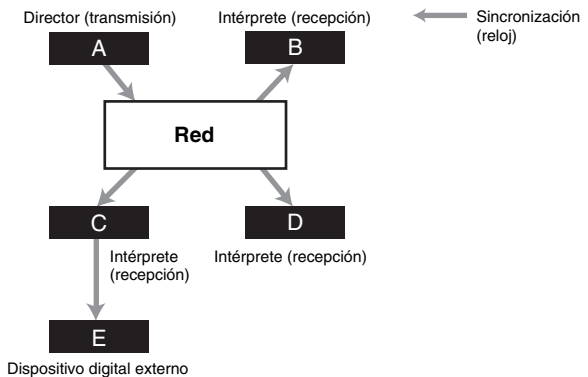 Director (transmisión)
Intérprete (recepción)
Sincronización
(reloj)
A
B
Red
C
D
Intérprete
(recepción)
Intérprete (recepción)
E
Dispositivo digital externo